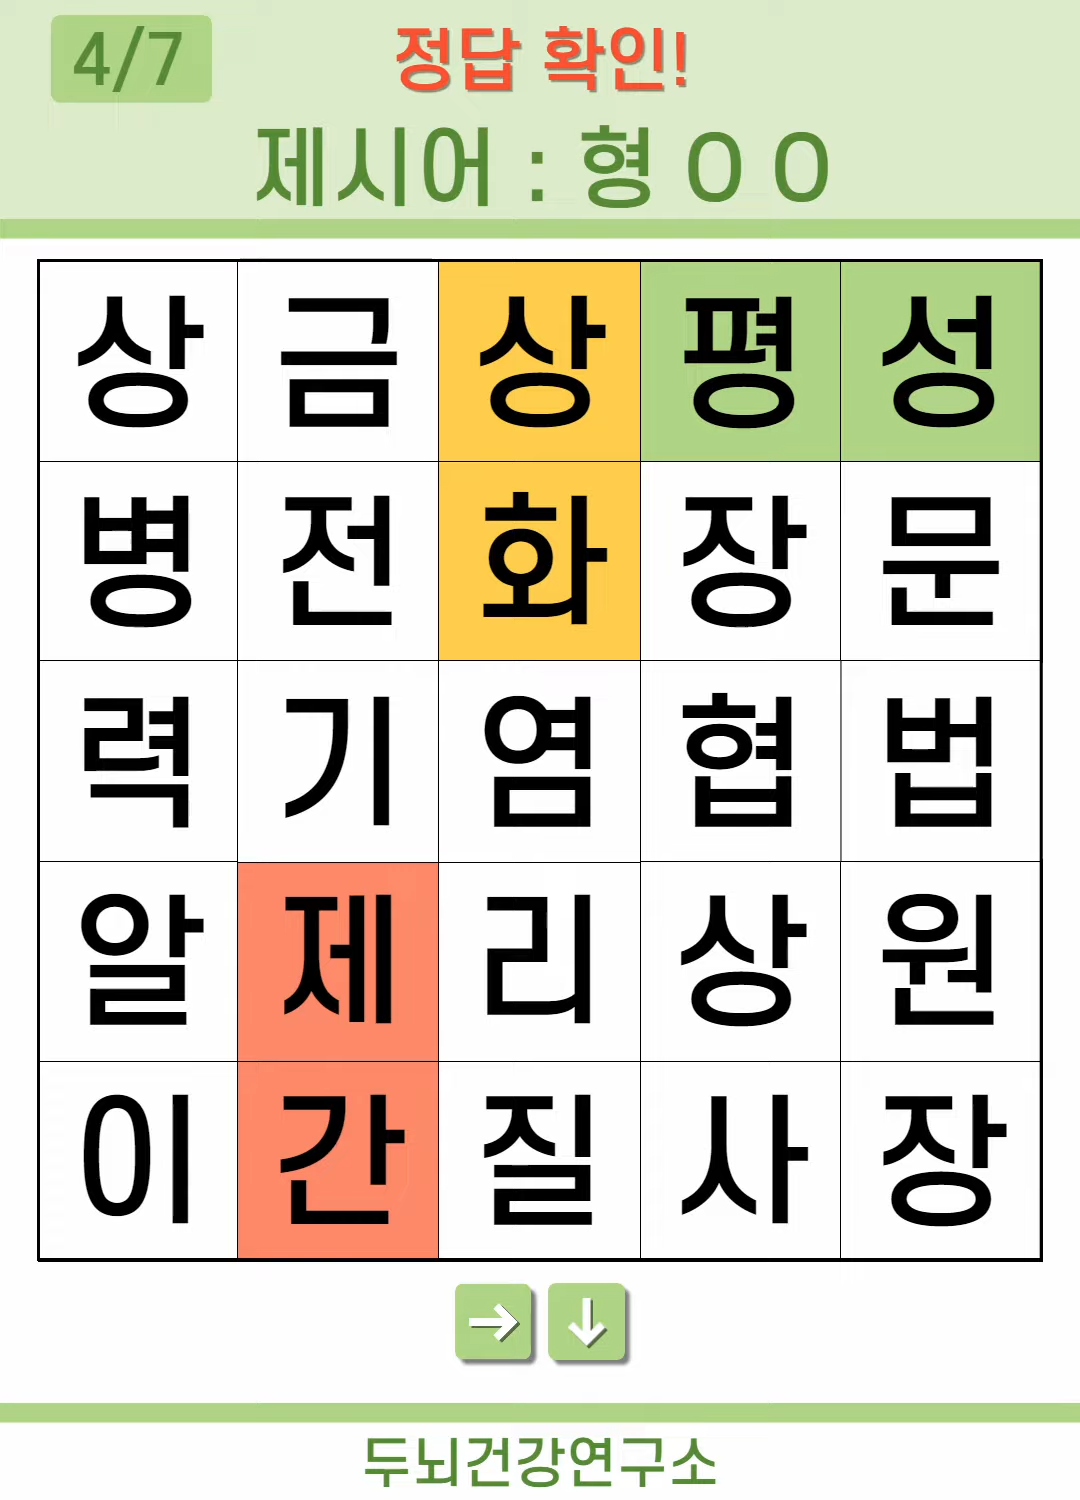 4/7
정답 확인!
제시어 : 형 O O
상 금 상 평 성
병 전 화 장 문
력 기 염 협 법
알 제 리 상 원
이 간 질 사 장
→ ↓
두뇌건강연구소